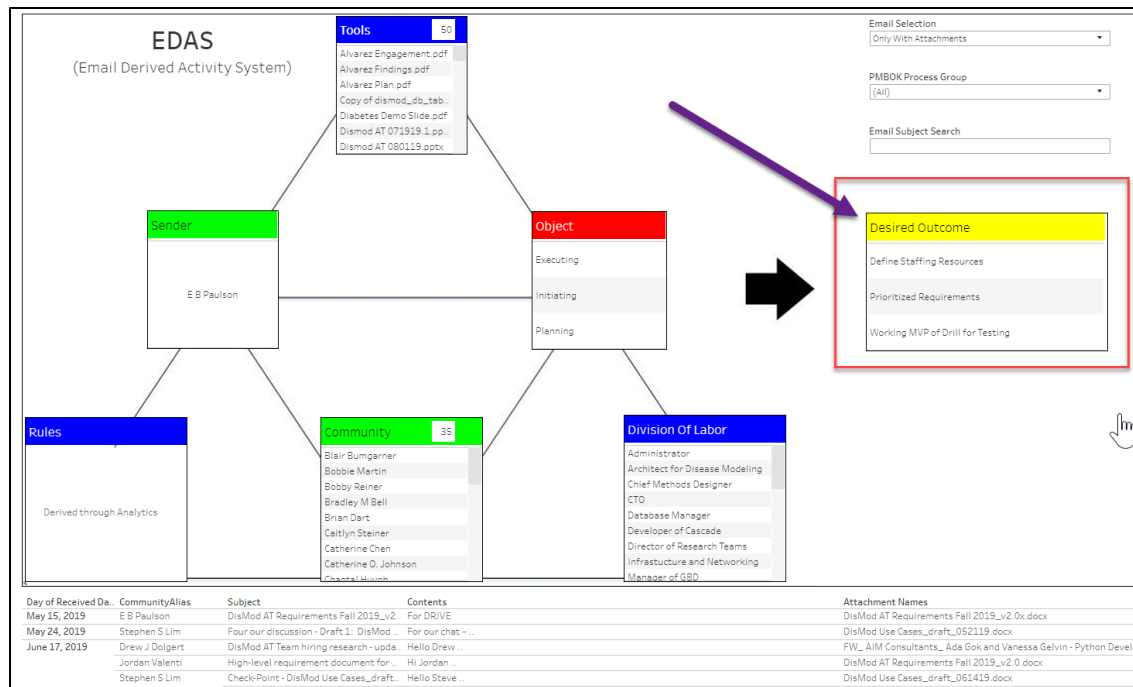 EDAS
(Email Derived Activity System)
Tools 50
Alvarez Engagement.pdf
Alvarez Findings.pdf
Alvarez Plan.pdf
Copy of dismod_db_tab..
Diabetes Demo Slide.pdf
Dismod AT 071919.1.pp..
Dismod AT 080119.pptx
Email Selection
Only With Attachments
PMBOK Process Group
(All)
Email Subject Search
Sender
E B Paulson
Object
Executing
Initiating
Planning
Desired Outcome
Define Staffing Resources
Prioritized Requirements
Working MVP of Drill for Testing
Rules
Derived through Analytics
Community 35
Blair Bumgarner
Bobbie Martin
Bobby Reiner
Bradley M Bell
Brian Dart
Caitlyn Steiner
Catherine Chen
Catherine O. Johnson
Chantal Huynh
Division Of Labor
Administrator
Architect for Disease Modeling
Chief Methods Designer
CTO
Database Manager
Developer of Cascade
Director of Research Teams
Infrastucture and Networking
Manager of GBD
Day of Received Da.. CommunityAlias Subject Contents Attachment Names
May 15, 2019 E B Paulson DisMod AT Requirements Fall 2019_v2.. For DRIVE DisMod AT Requirements Fall 2019_v2.0x.docx
May 24, 2019 Stephen S Lim Four our discussion - Draft 1: DisMod .. For our chat – .. DisMod Use Cases_draft_052119.docx
June 17, 2019 Drew J Dolgert DisMod AT Team hiring research - upda.. Hello Drew .. FW_ AIM Consultants_ Ada Gok and Vanessa Gelvin - Python Devel
Jordan Valenti High-level requirement document for .. Hi Jordan .. DisMod AT Requirements Fall 2019_v2.0.docx
Stephen S Lim Check-Point - DisMod Use Cases_draft.. Hello Steve .. DisMod Use Cases_draft_061419.docx